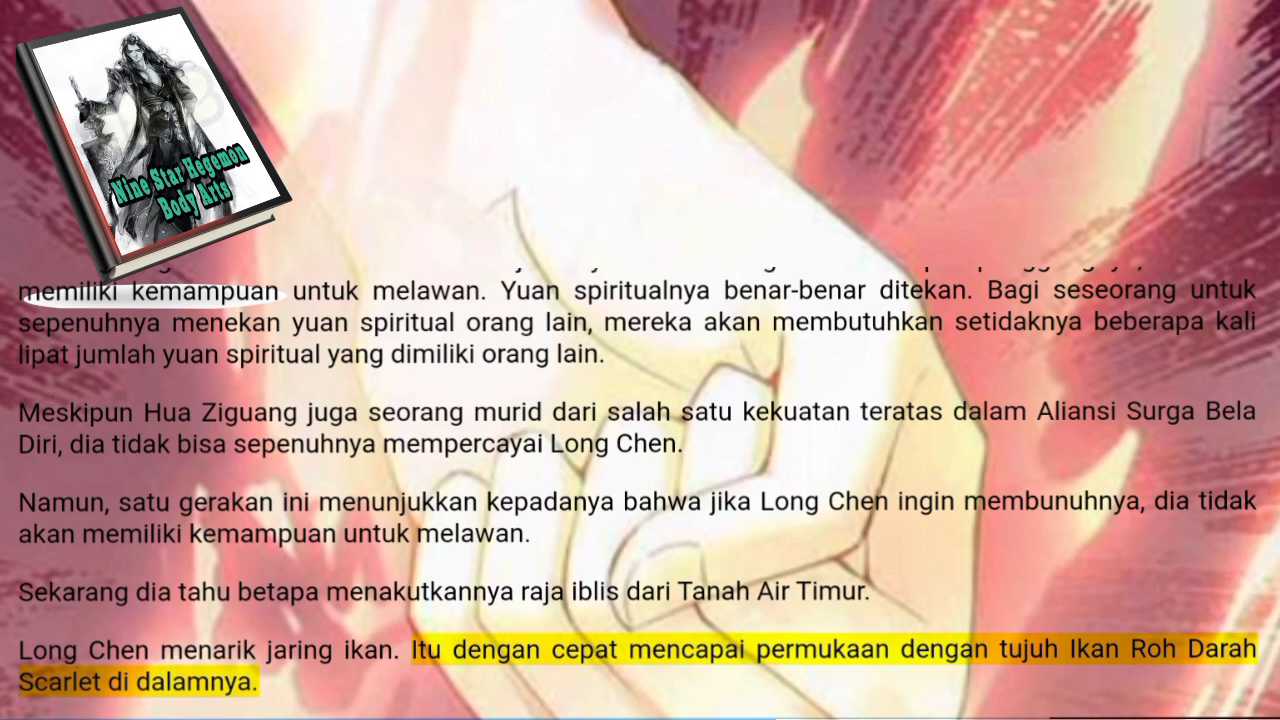 Nine Star Hegemon
Body Arts
memiliki kemampuan untuk melawan. Yuan spiritualnya benar-benar ditekan. Bagi seseorang untuk
sepenuhnya menekan yuan spiritual orang lain, mereka akan membutuhkan setidaknya beberapa kali
lipat jumlah yuan spiritual yang dimiliki orang lain.
Meskipun Hua Ziguang juga seorang murid dari salah satu kekuatan teratas dalam Aliansi Surga Bela
Diri, dia tidak bisa sepenuhnya mempercayai Long Chen.
Namun, satu gerakan ini menunjukkan kepadanya bahwa jika Long Chen ingin membunuhnya, dia tidak
akan memiliki kemampuan untuk melawan.
Sekarang dia tahu betapa menakutkannya raja iblis dari Tanah Air Timur.
Long Chen menarik jaring ikan. Itu dengan cepat mencapai permukaan dengan tujuh Ikan Roh Darah
Scarlet di dalamnya.